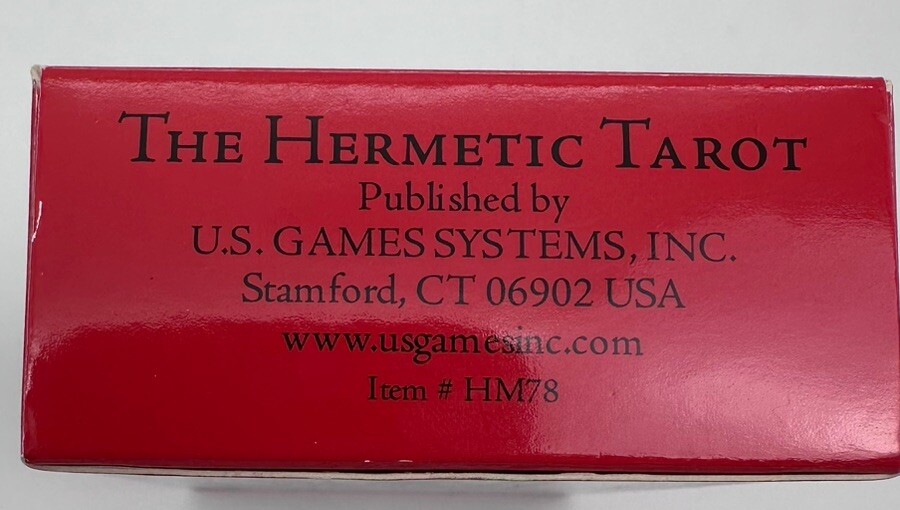 THE HERMETIC TAROT
Published by
U.S. GAMES SYSTEMS, INC.
Stamford, CT 06902 USA
www.usgamesinc.com
Item # HM78